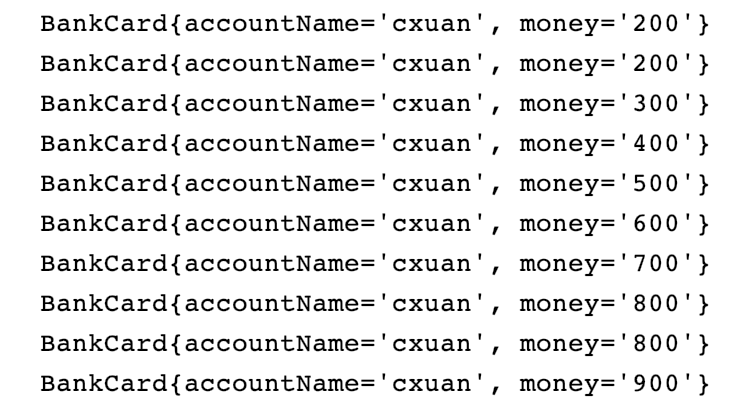 BankCard{accountName='cxuan', money='200'}
BankCard{accountName='cxuan', money='200'}
BankCard{accountName='cxuan', money='300'}
BankCard{accountName='cxuan', money='400'}
BankCard{accountName='cxuan', money='500'}
BankCard{accountName='cxuan', money='600'}
BankCard{accountName='cxuan', money='700'}
BankCard{accountName='cxuan', money='800'}
BankCard{accountName='cxuan', money='800'}
BankCard{accountName='cxuan', money='900'}